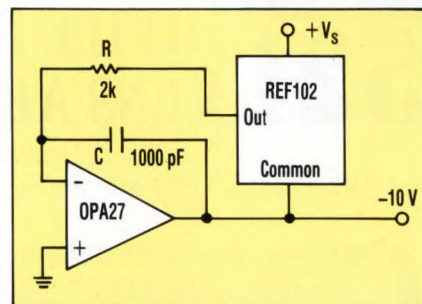 +Vs
R
2k
REF102
Out
C 1000 pF
Common
−
OPA27
+
−10 V